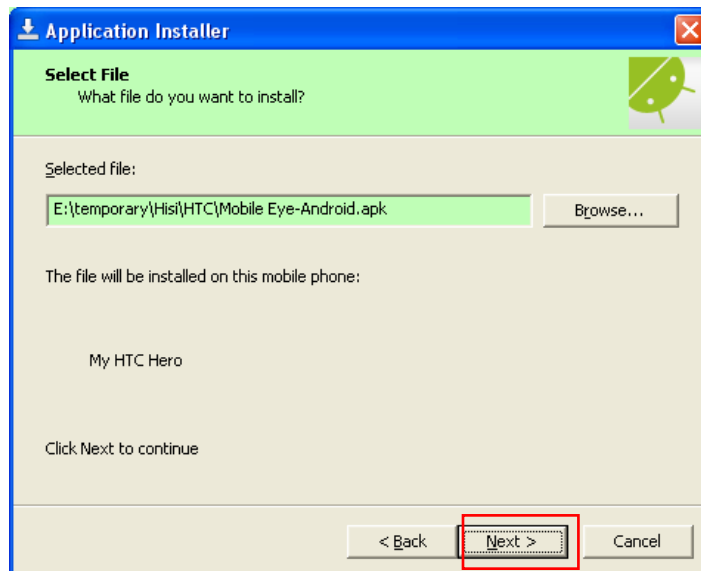 Application Installer
Select File
What file do you want to install?
Selected file:
E:\temporary\Hisi\HTC\Mobile Eye-Android.apk
Browse...
The file will be installed on this mobile phone:
My HTC Hero
Click Next to continue
< Back
Next >
Cancel